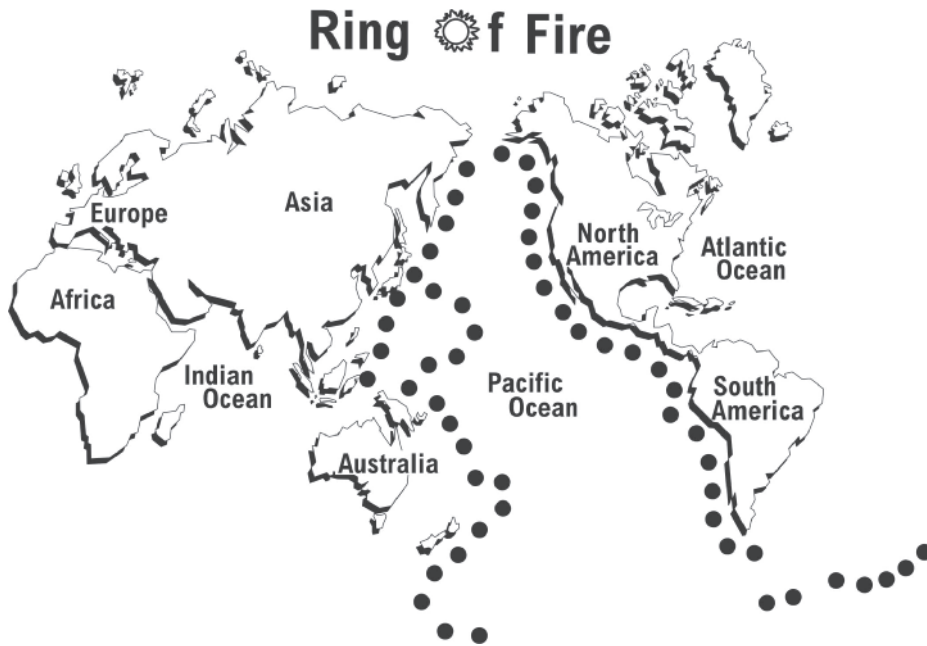 Ring Of Fire
Europe
Asia
North
America
Atlantic
Ocean
Africa
Indian
Ocean
Pacific
Ocean
South
America
Australia